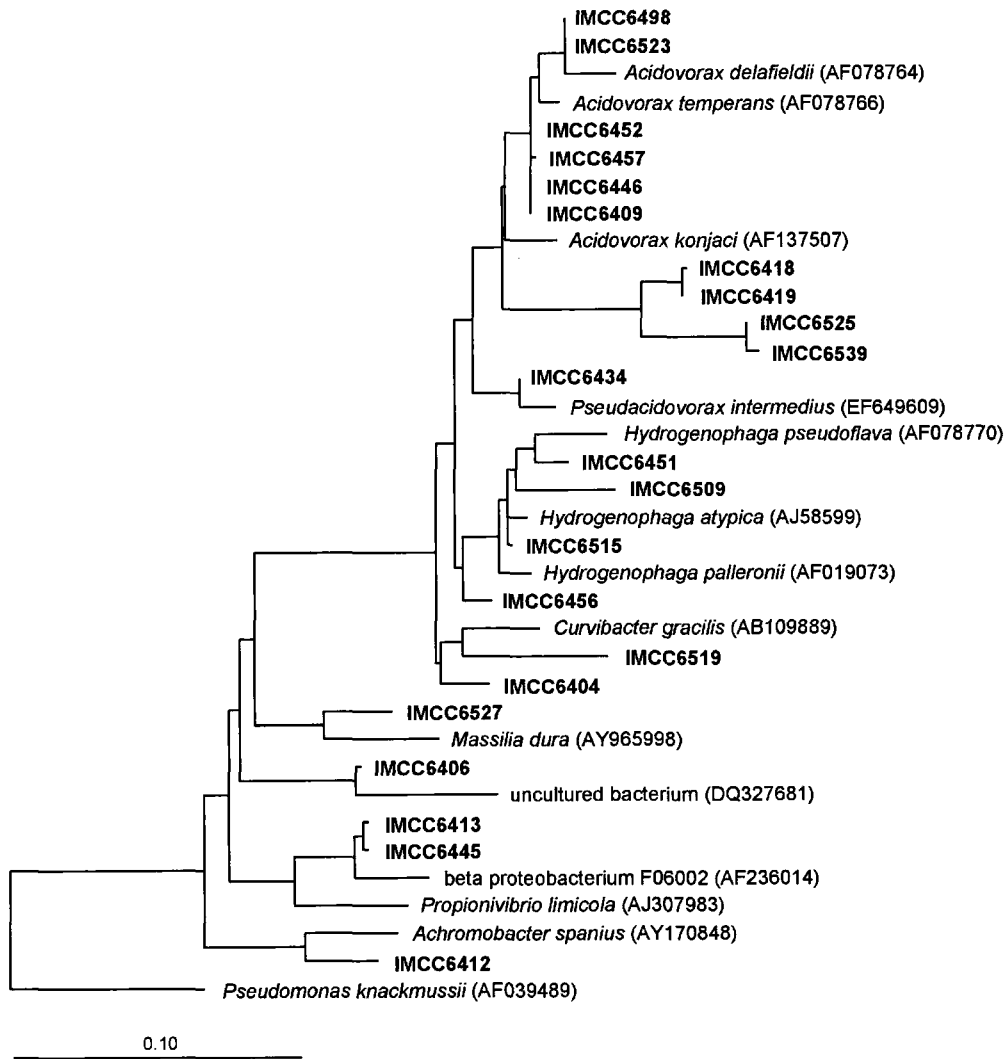 IMCC6498
IMCC6523
Acidovorax delafieldii (AF078764)
Acidovorax temperans (AF078766)
IMCC6452
IMCC6457
IMCC6446
IMCC6409
Acidovorax konjaci (AF137507)
IMCC6418
IMCC6419
IMCC6525
IMCC6539
IMCC6434
Pseudacidovorax intermedius (EF649609)
Hydrogenophaga pseudoflava (AF078770)
IMCC6451
IMCC6509
Hydrogenophaga atypica (AJ58599)
IMCC6515
Hydrogenophaga palleronii (AF019073)
IMCC6456
Curvibacter gracilis (AB109889)
IMCC6519
IMCC6404
IMCC6527
Massilia dura (AY965998)
IMCC6406
uncultured bacterium (DQ327681)
IMCC6413
IMCC6445
beta proteobacterium F06002 (AF236014)
Propionivibrio limicola (AJ307983)
Achromobacter spanius (AY170848)
IMCC6412
Pseudomonas knackmussii (AF039489)
0.10